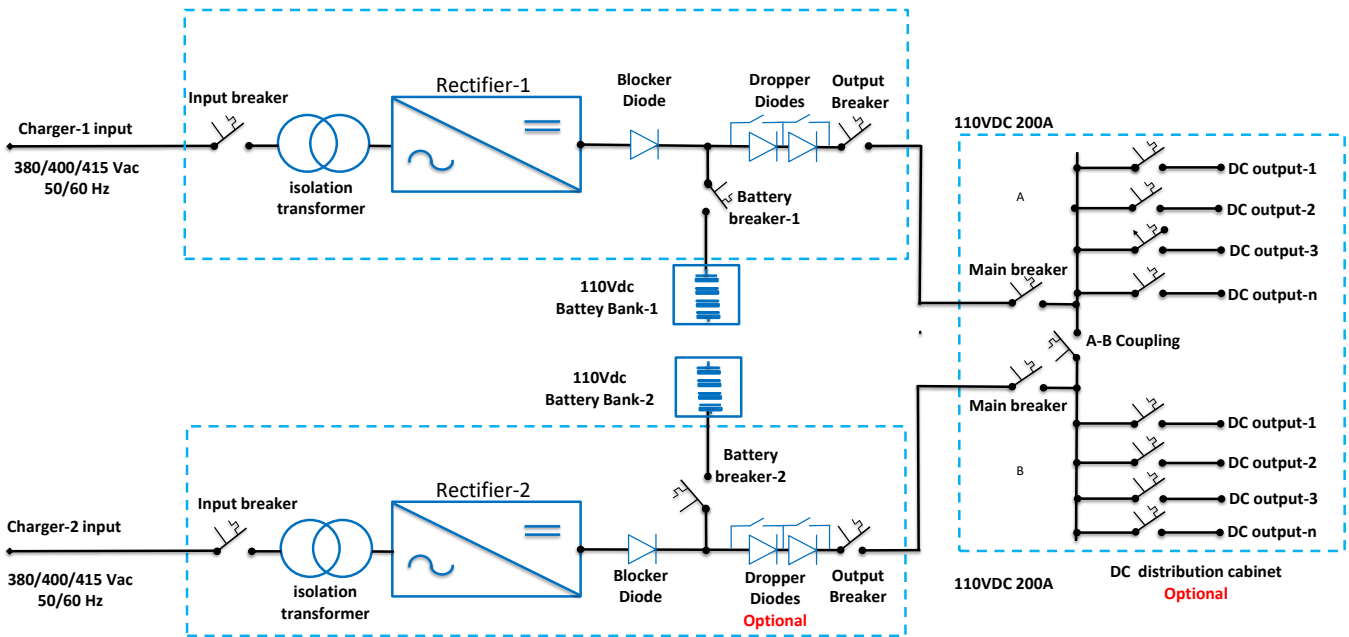 Rectifier-1
Blocker
Diode
Dropper
Diodes
Output
Breaker
Input breaker
Charger-1 input
380/400/415 Vac
50/60 Hz
isolation
transformer
Battery
breaker-1
110Vdc
Battey Bank-1
110VDC 200A
A
DC output-1
DC output-2
DC output-3
DC output-n
Main breaker
A-B Coupling
Main breaker
110Vdc
Battery Bank-2
Battery
breaker-2
Rectifier-2
Input breaker
Charger-2 input
380/400/415 Vac
50/60 Hz
isolation
transformer
Blocker
Diode
Dropper
Diodes
Optional
Output
Breaker
B
DC output-1
DC output-2
DC output-3
DC output-n
110VDC 200A
DC distribution cabinet
Optional